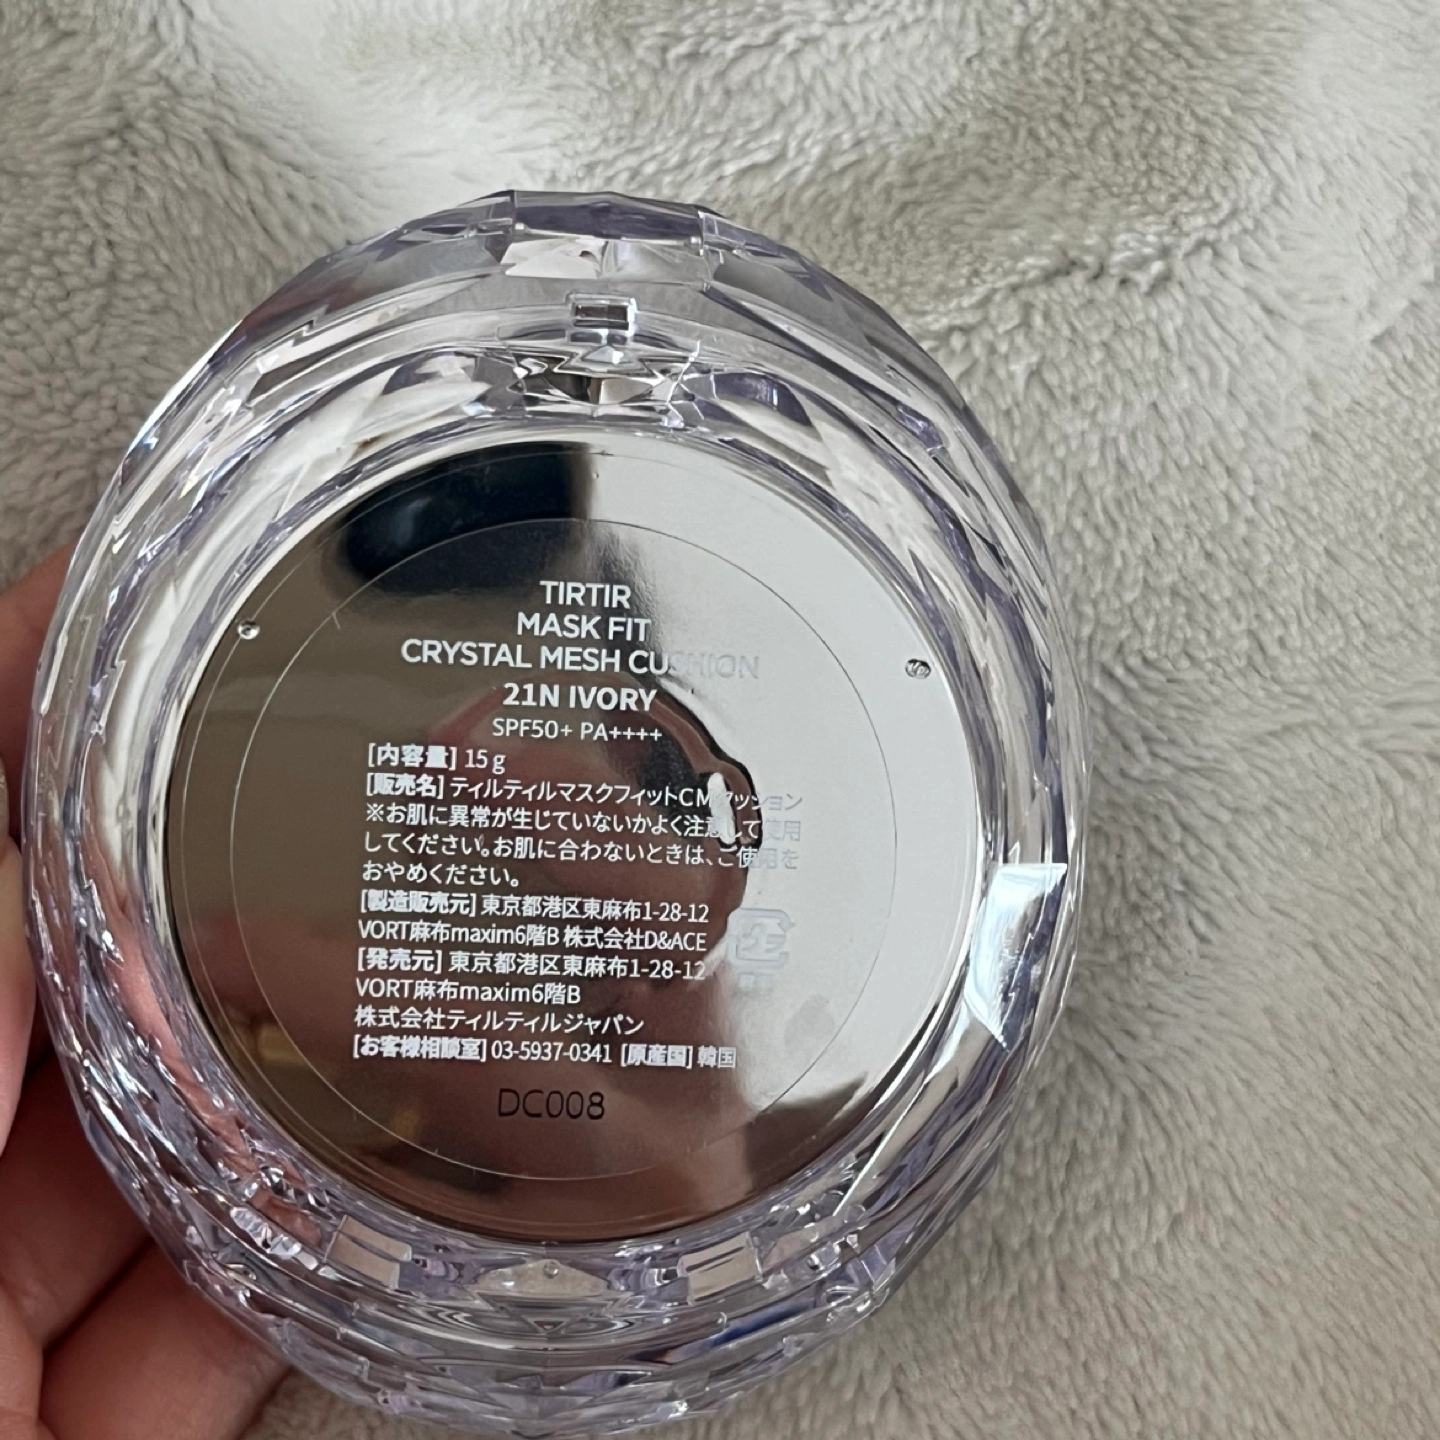 TIRTIR
MASK FIT
CRYSTAL MESH CUSHION
21N IVORY
SPF50+ PA++++
[内容量] 15 g
[販売名] ティルティルマスクフィットCMクッション
※お肌に異常が生じていないかよく注意して使用
してください。お肌に合わないときは、ご使用を
おやめください。
[製造販売元] 東京都港区東麻布1-28-12
VORT麻布maxim6階B 株式会社D&ACE
[発売元] 東京都港区東麻布1-28-12
VORT麻布maxim6階B
株式会社ティルティルジャパン
[お客様相談室] 03-5937-0341 [原産国] 韓国
DC008